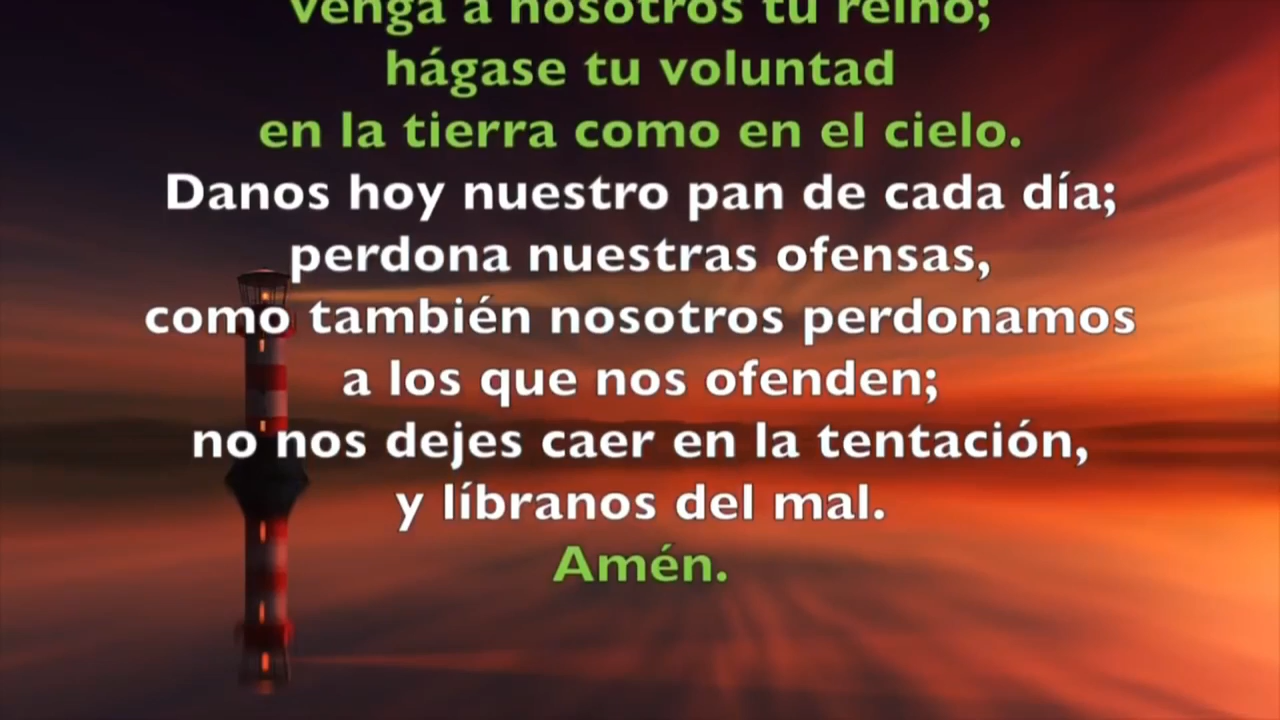 venga a nosotros tu reino;
hágase tu voluntad
en la tierra como en el cielo.
Danos hoy nuestro pan de cada día;
perdona nuestras ofensas,
como también nosotros perdonamos
a los que nos ofenden;
no nos dejes caer en la tentación,
y líbranos del mal.
Amén.